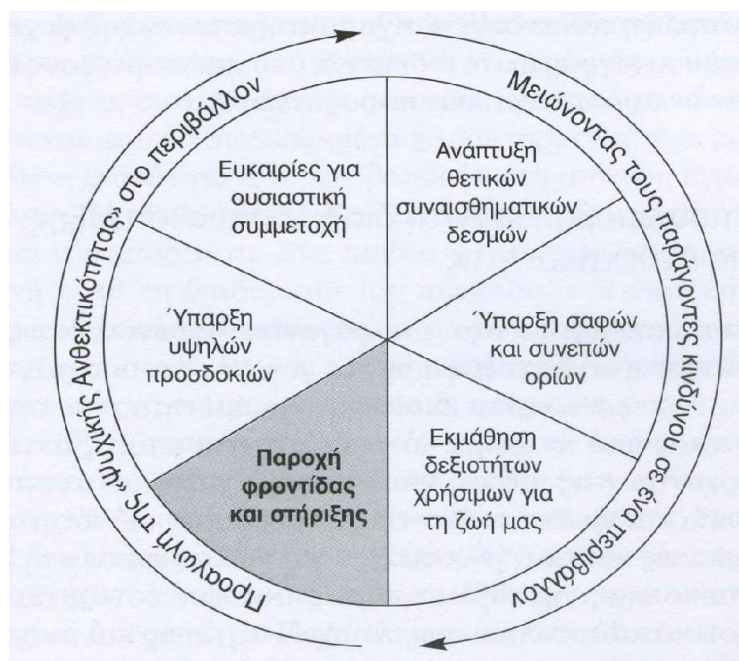 Μειώνοντας τους παράγοντες κινδύνου σε ένα περιβάλλον
Προαγωγή της «ψυχικής Ανθεκτικότητας» στο περιβάλλον
Ευκαιρίες για
ουσιαστική
συμμετοχή
Ανάπτυξη
θετικών
συναισθηματικών
δεσμών
Ύπαρξη
υψηλών
προσδοκιών
Ύπαρξη σαφών
και συνεπών
ορίων
Παροχή
φροντίδας
και στήριξης
Εκμάθηση
δεξιοτήτων
χρήσιμων για
τη ζωή μας